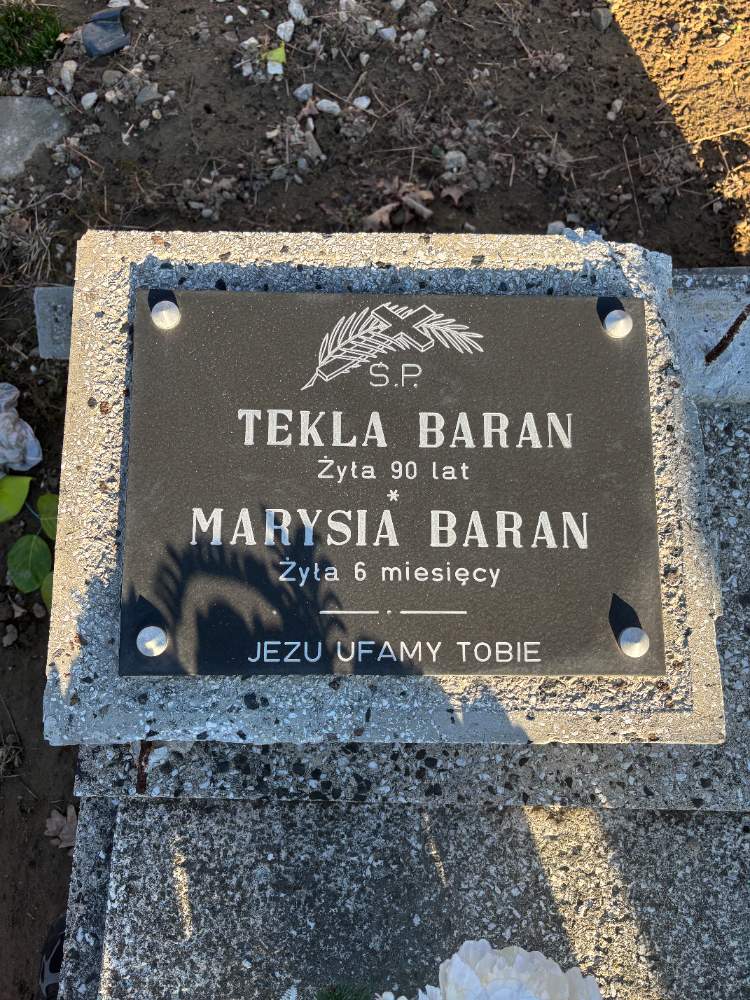 Ś.P.
TEKLA BARAN
Żyła 90 lat
*
MARYSIA BARAN
Żyła 6 miesięcy
JEZU UFAMY TOBIE